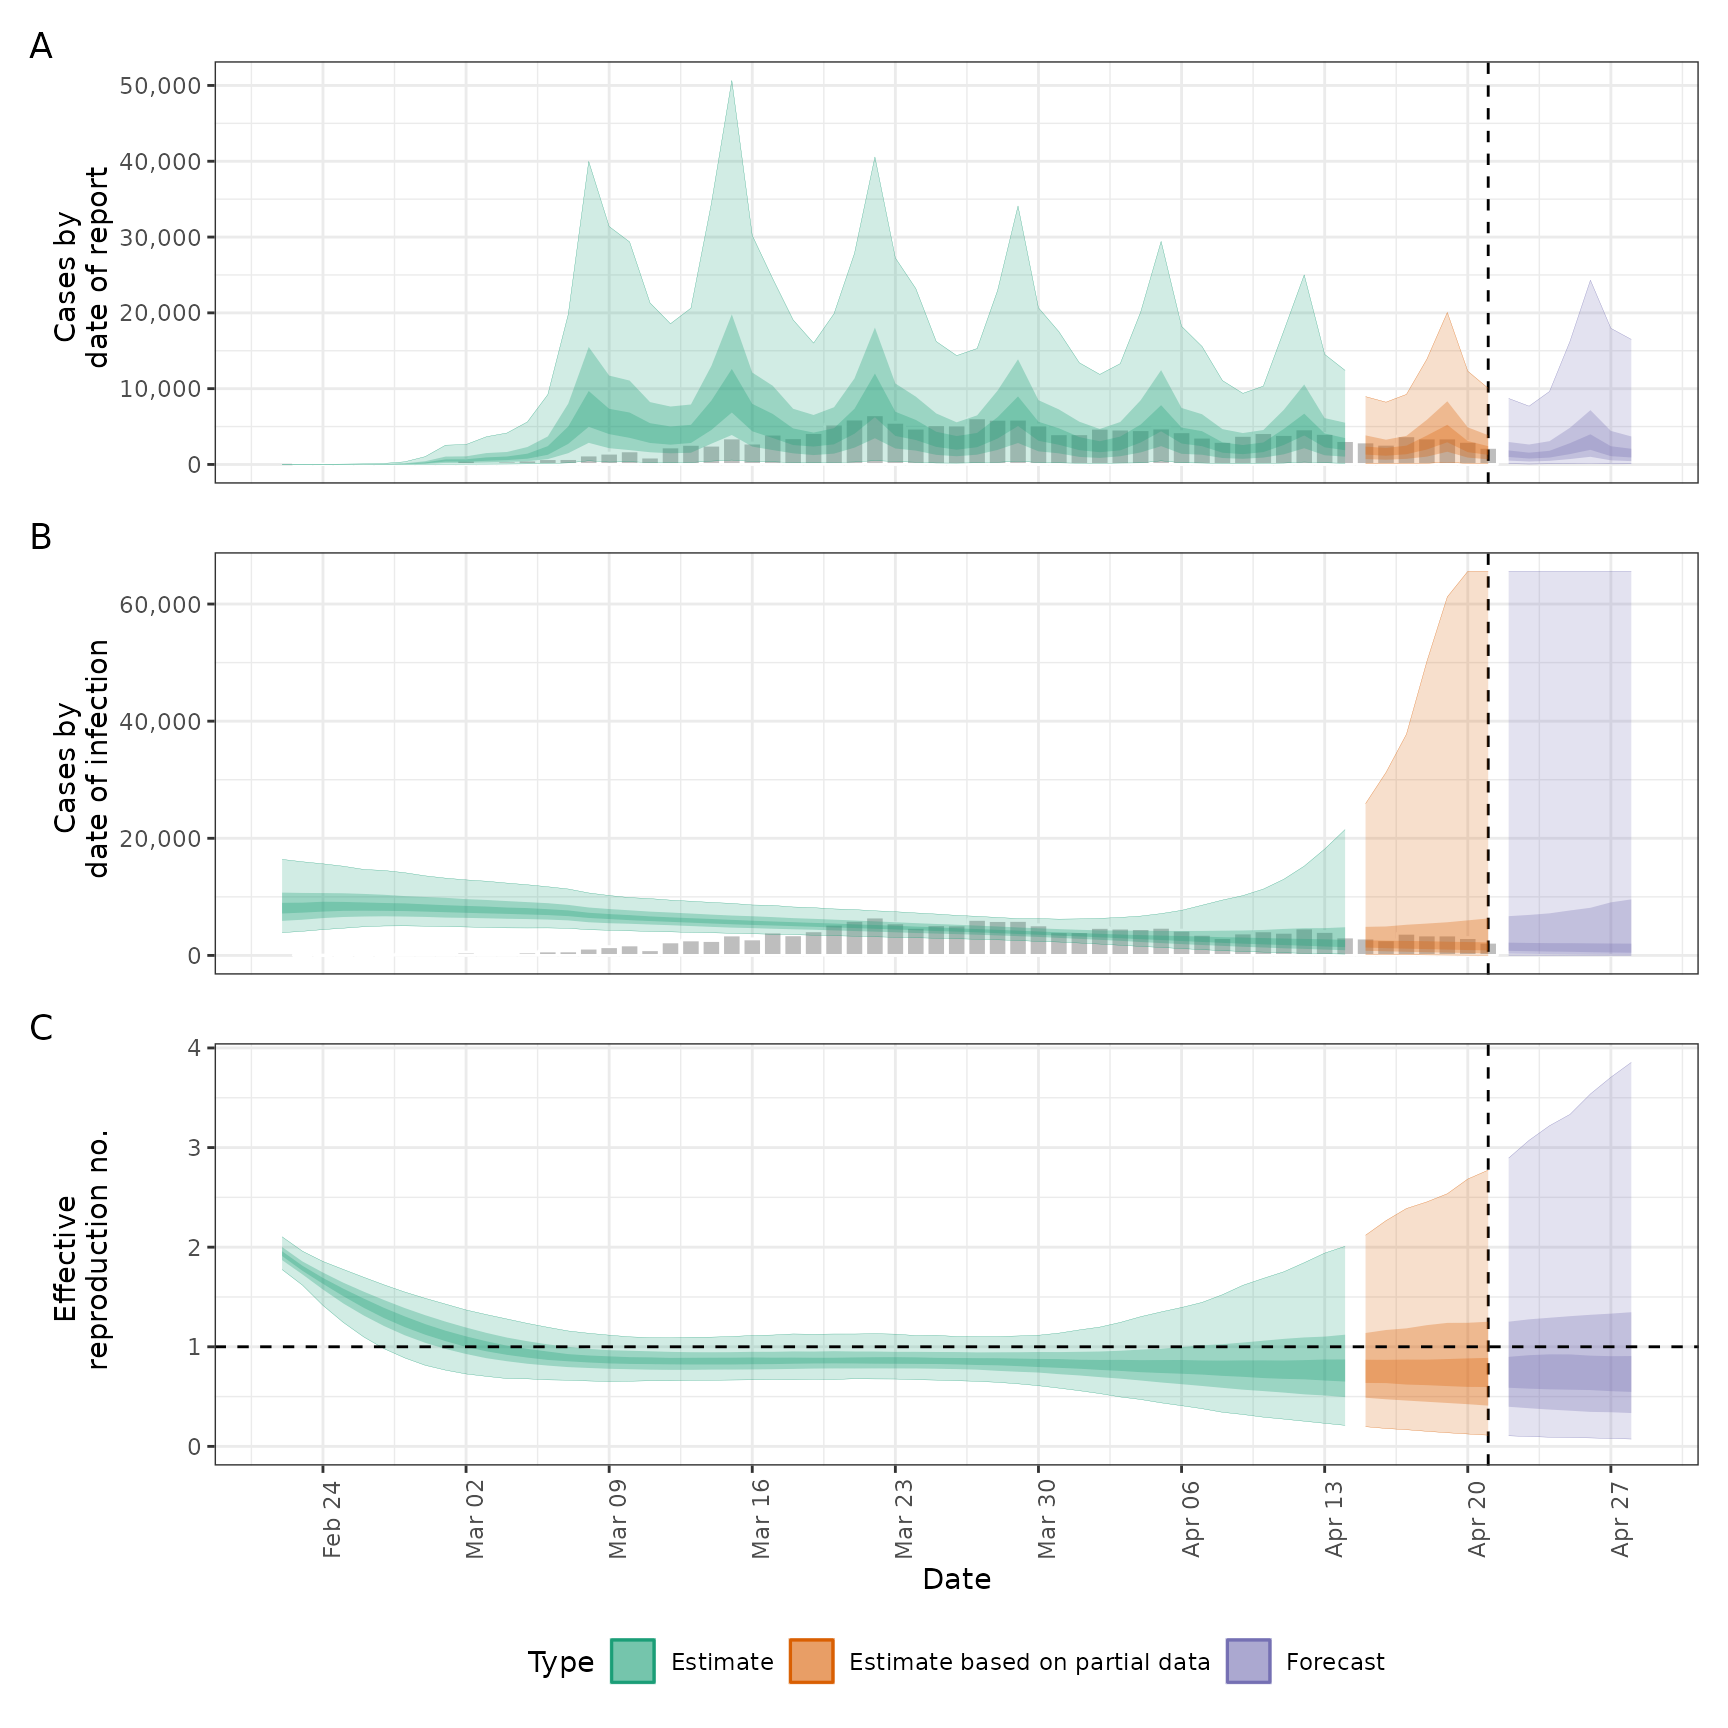 A
Cases by
date of report
50,000
40,000
30,000
20,000
10,000
0
B
Cases by
date of infection
60,000
40,000
20,000
0
C
Effective
reproduction no.
4
3
2
1
0
Feb 24
Mar 02
Mar 09
Mar 16
Mar 23
Mar 30
Apr 06
Apr 13
Apr 20
Apr 27
Date
Type
Estimate
Estimate based on partial data
Forecast